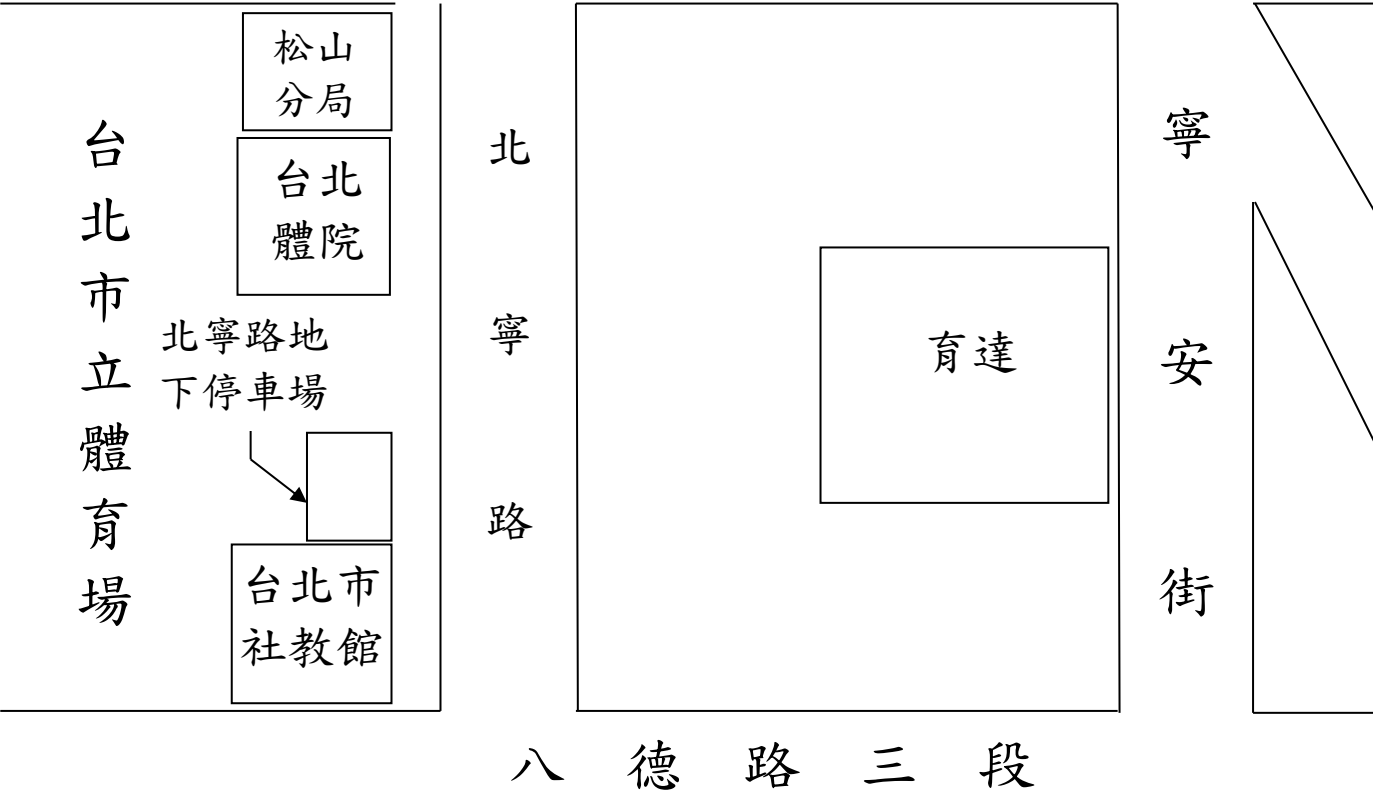 松山
分局
台北
體院
台北市立體育場
北寧路地
下停車場
台北市
社教館
北寧路
育達
寧安街
八德路三段